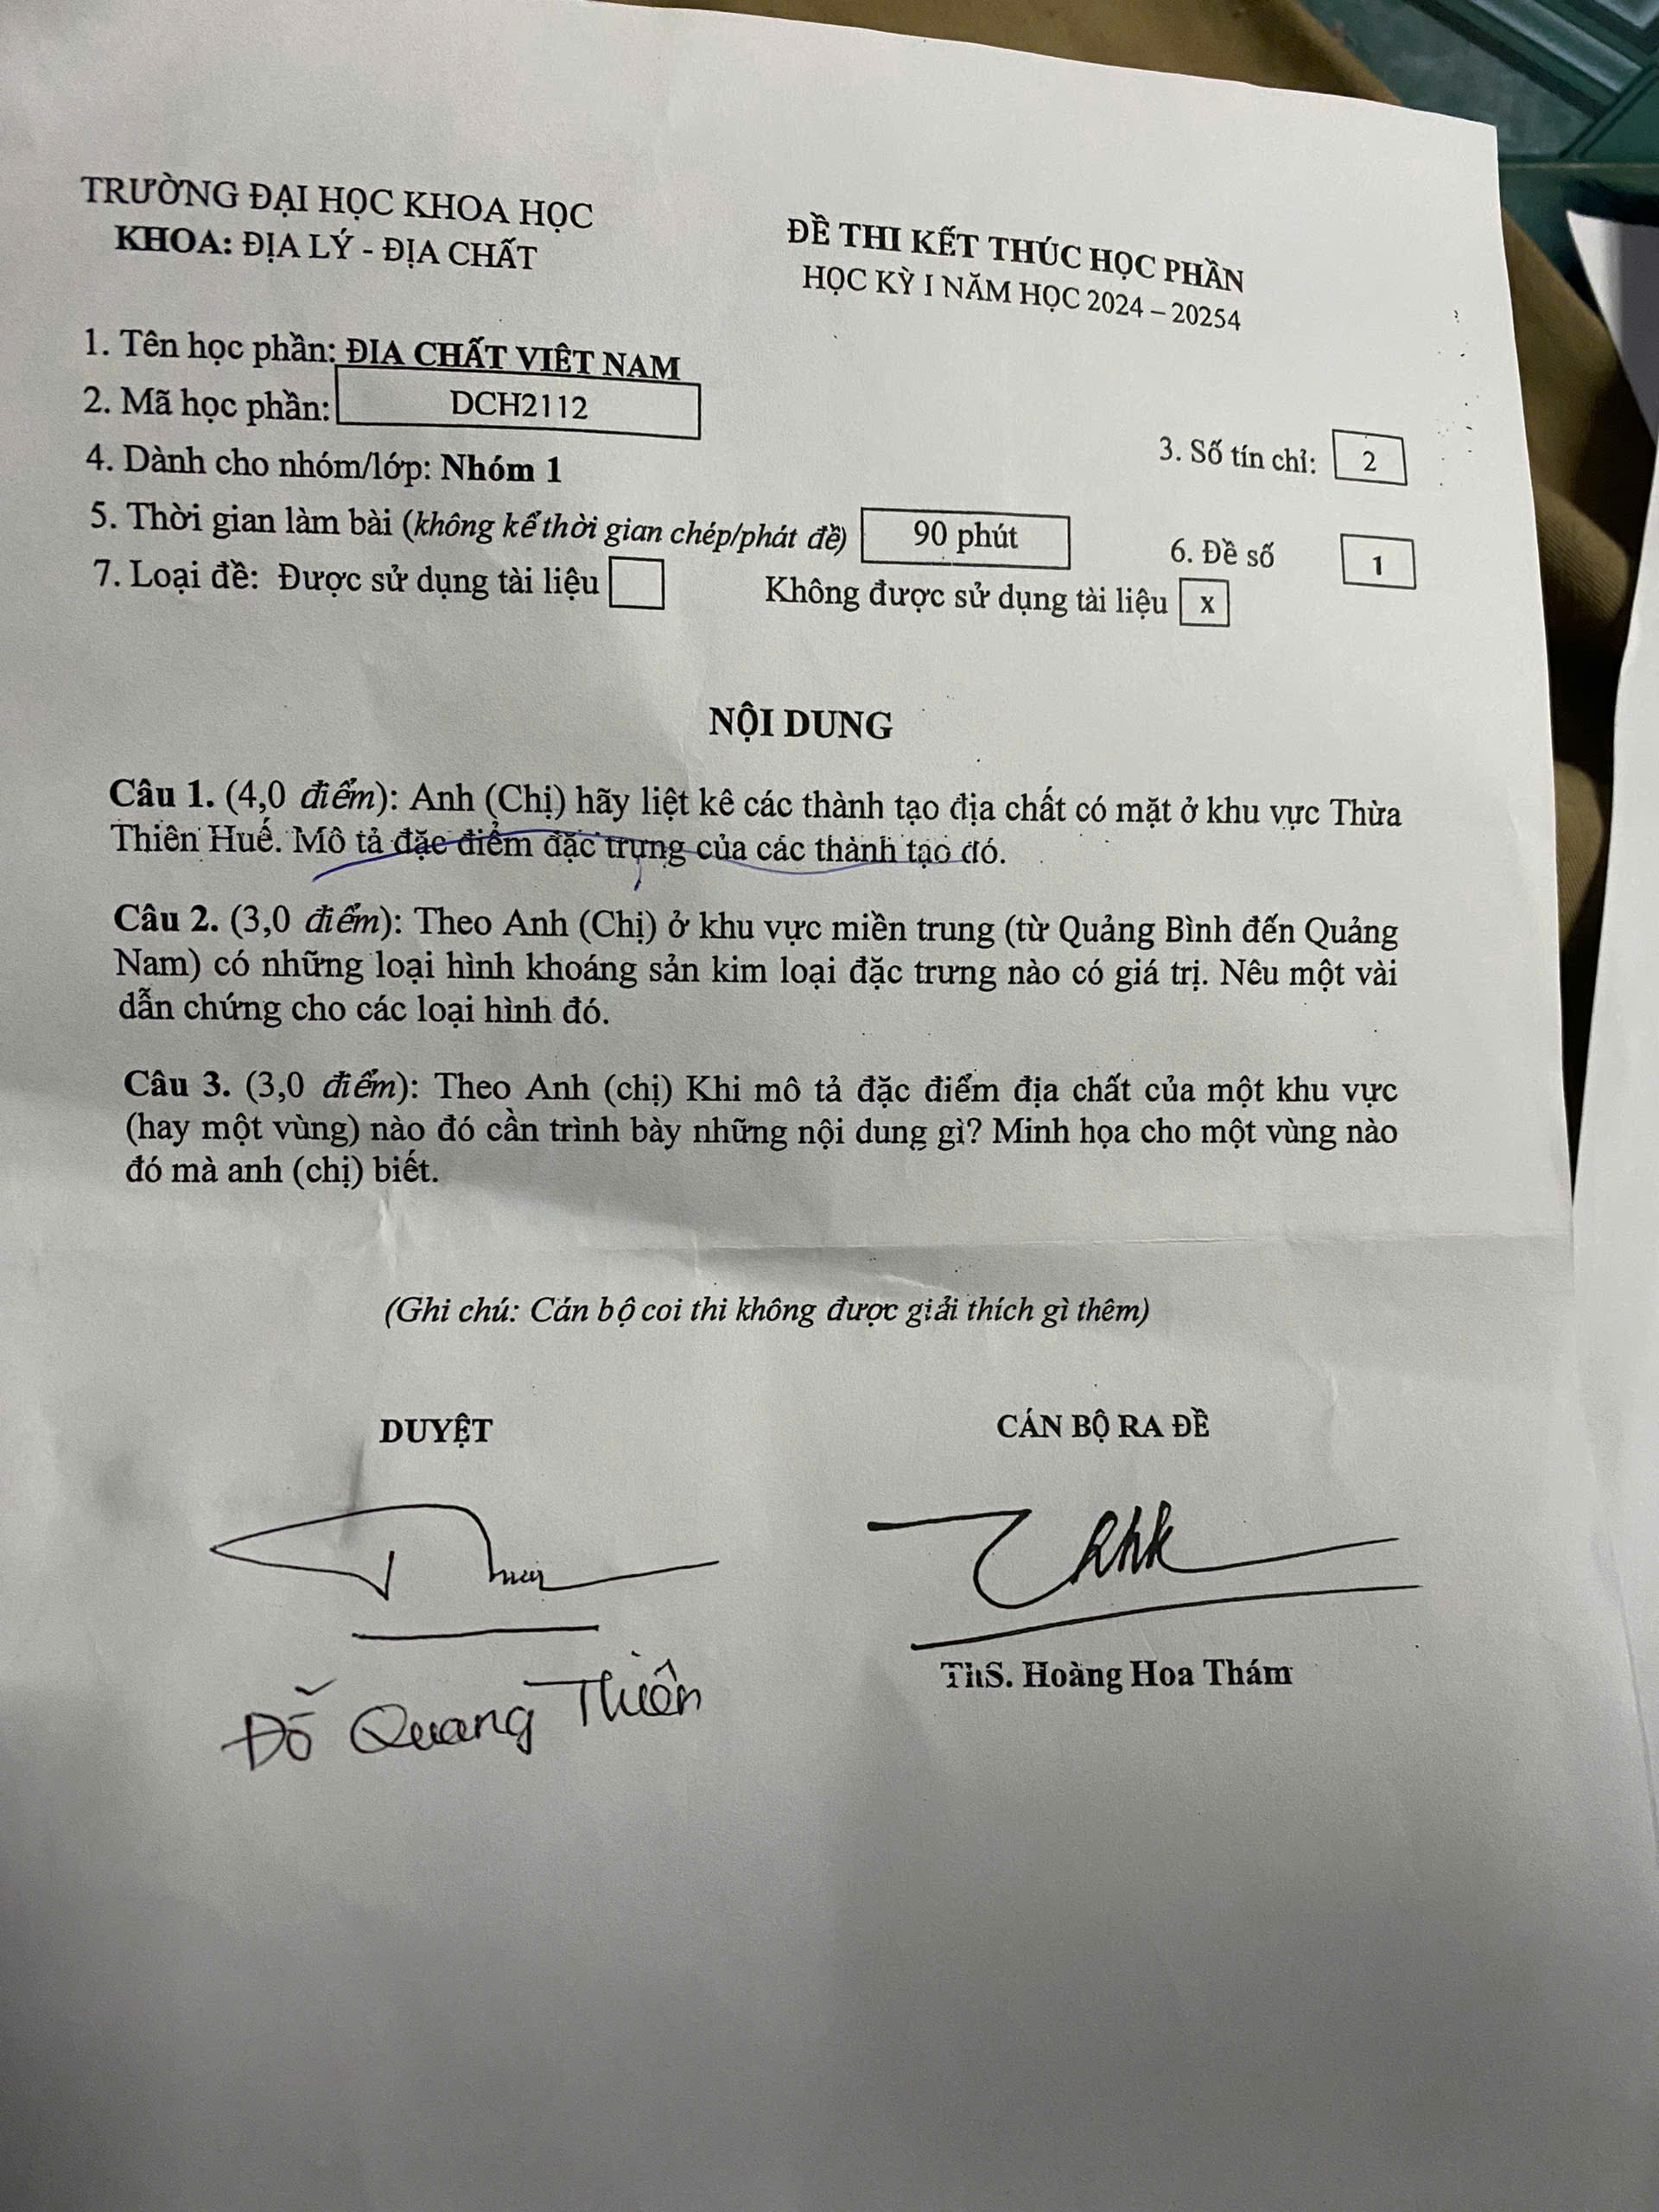 TRƯỜNG ĐẠI HỌC KHOA HỌC
KHOA: ĐỊA LÝ - ĐỊA CHẤT
ĐỀ THI KẾT THÚC HỌC PHẦN
HỌC KỲ I NĂM HỌC 2024 – 20254
1. Tên học phần: ĐỊA CHẤT VIỆT NAM
2. Mã học phần: DCH2112
3. Số tín chỉ: 2
4. Dành cho nhóm/lớp: Nhóm 1
5. Thời gian làm bài (không kể thời gian chép/phát đề) 90 phút
6. Đề số 1
7. Loại đề: Được sử dụng tài liệu Không được sử dụng tài liệu x
NỘI DUNG
Câu 1. (4,0 điểm): Anh (Chị) hãy liệt kê các thành tạo địa chất có mặt ở khu vực Thừa
Thiên Huế. Mô tả đặc điểm đặc trưng của các thành tạo đó.
Câu 2. (3,0 điểm): Theo Anh (Chị) ở khu vực miền trung (từ Quảng Bình đến Quảng
Nam) có những loại hình khoáng sản kim loại đặc trưng nào có giá trị. Nêu một vài
dẫn chứng cho các loại hình đó.
Câu 3. (3,0 điểm): Theo Anh (chị) Khi mô tả đặc điểm địa chất của một khu vực
(hay một vùng) nào đó cần trình bày những nội dung gì? Minh họa cho một vùng nào
đó mà anh (chị) biết.
(Ghi chú: Cán bộ coi thi không được giải thích gì thêm)
DUYỆT
CÁN BỘ RA ĐỀ
ThS. Hoàng Hoa Thám
Đỗ Quang Thiên